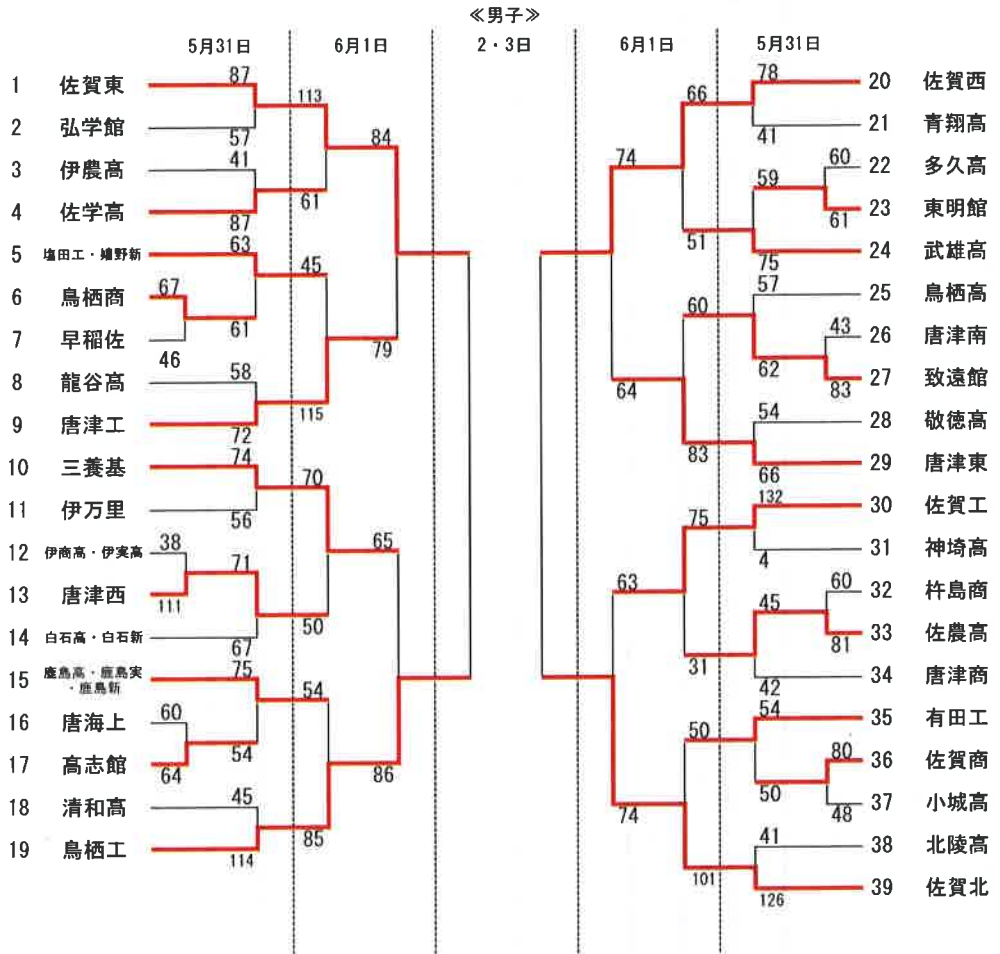 ≪男子≫
5月31日 6月1日 2・3日 6月1日 5月31日
1 佐賀東 87 113 84
2 弘学館 57
3 伊農高 41
4 佐学高 87 61
5 塩田工・嬉野新 63 45 79
6 鳥栖商 67 61
7 早稲佐 46
8 龍谷高 58
9 唐津工 72 115
10 三養基 74 70 65
11 伊万里 56
12 伊商高・伊実高 38 71
13 唐津西 111 50
14 白石高・白石新 67
15 鹿島高・鹿島実
・鹿島新 75 54 86
16 唐海上 60 54
17 高志館 64
18 清和高 45
19 鳥栖工 114 85
74 66 78 20 佐賀西
41 21 青翔高
59 60 22 多久高
61 23 東明館
51 75 24 武雄高
64 60 57 25 鳥栖高
62 43 26 唐津南
83 27 致遠館
54 28 敬徳高
83 66 29 唐津東
63 75 132 30 佐賀工
4 31 神埼高
45 60 32 杵島商
81 33 佐農高
31 42 34 唐津商
74 50 54 35 有田工
50 80 36 佐賀商
48 37 小城高
41 38 北陵高
101 126 39 佐賀北